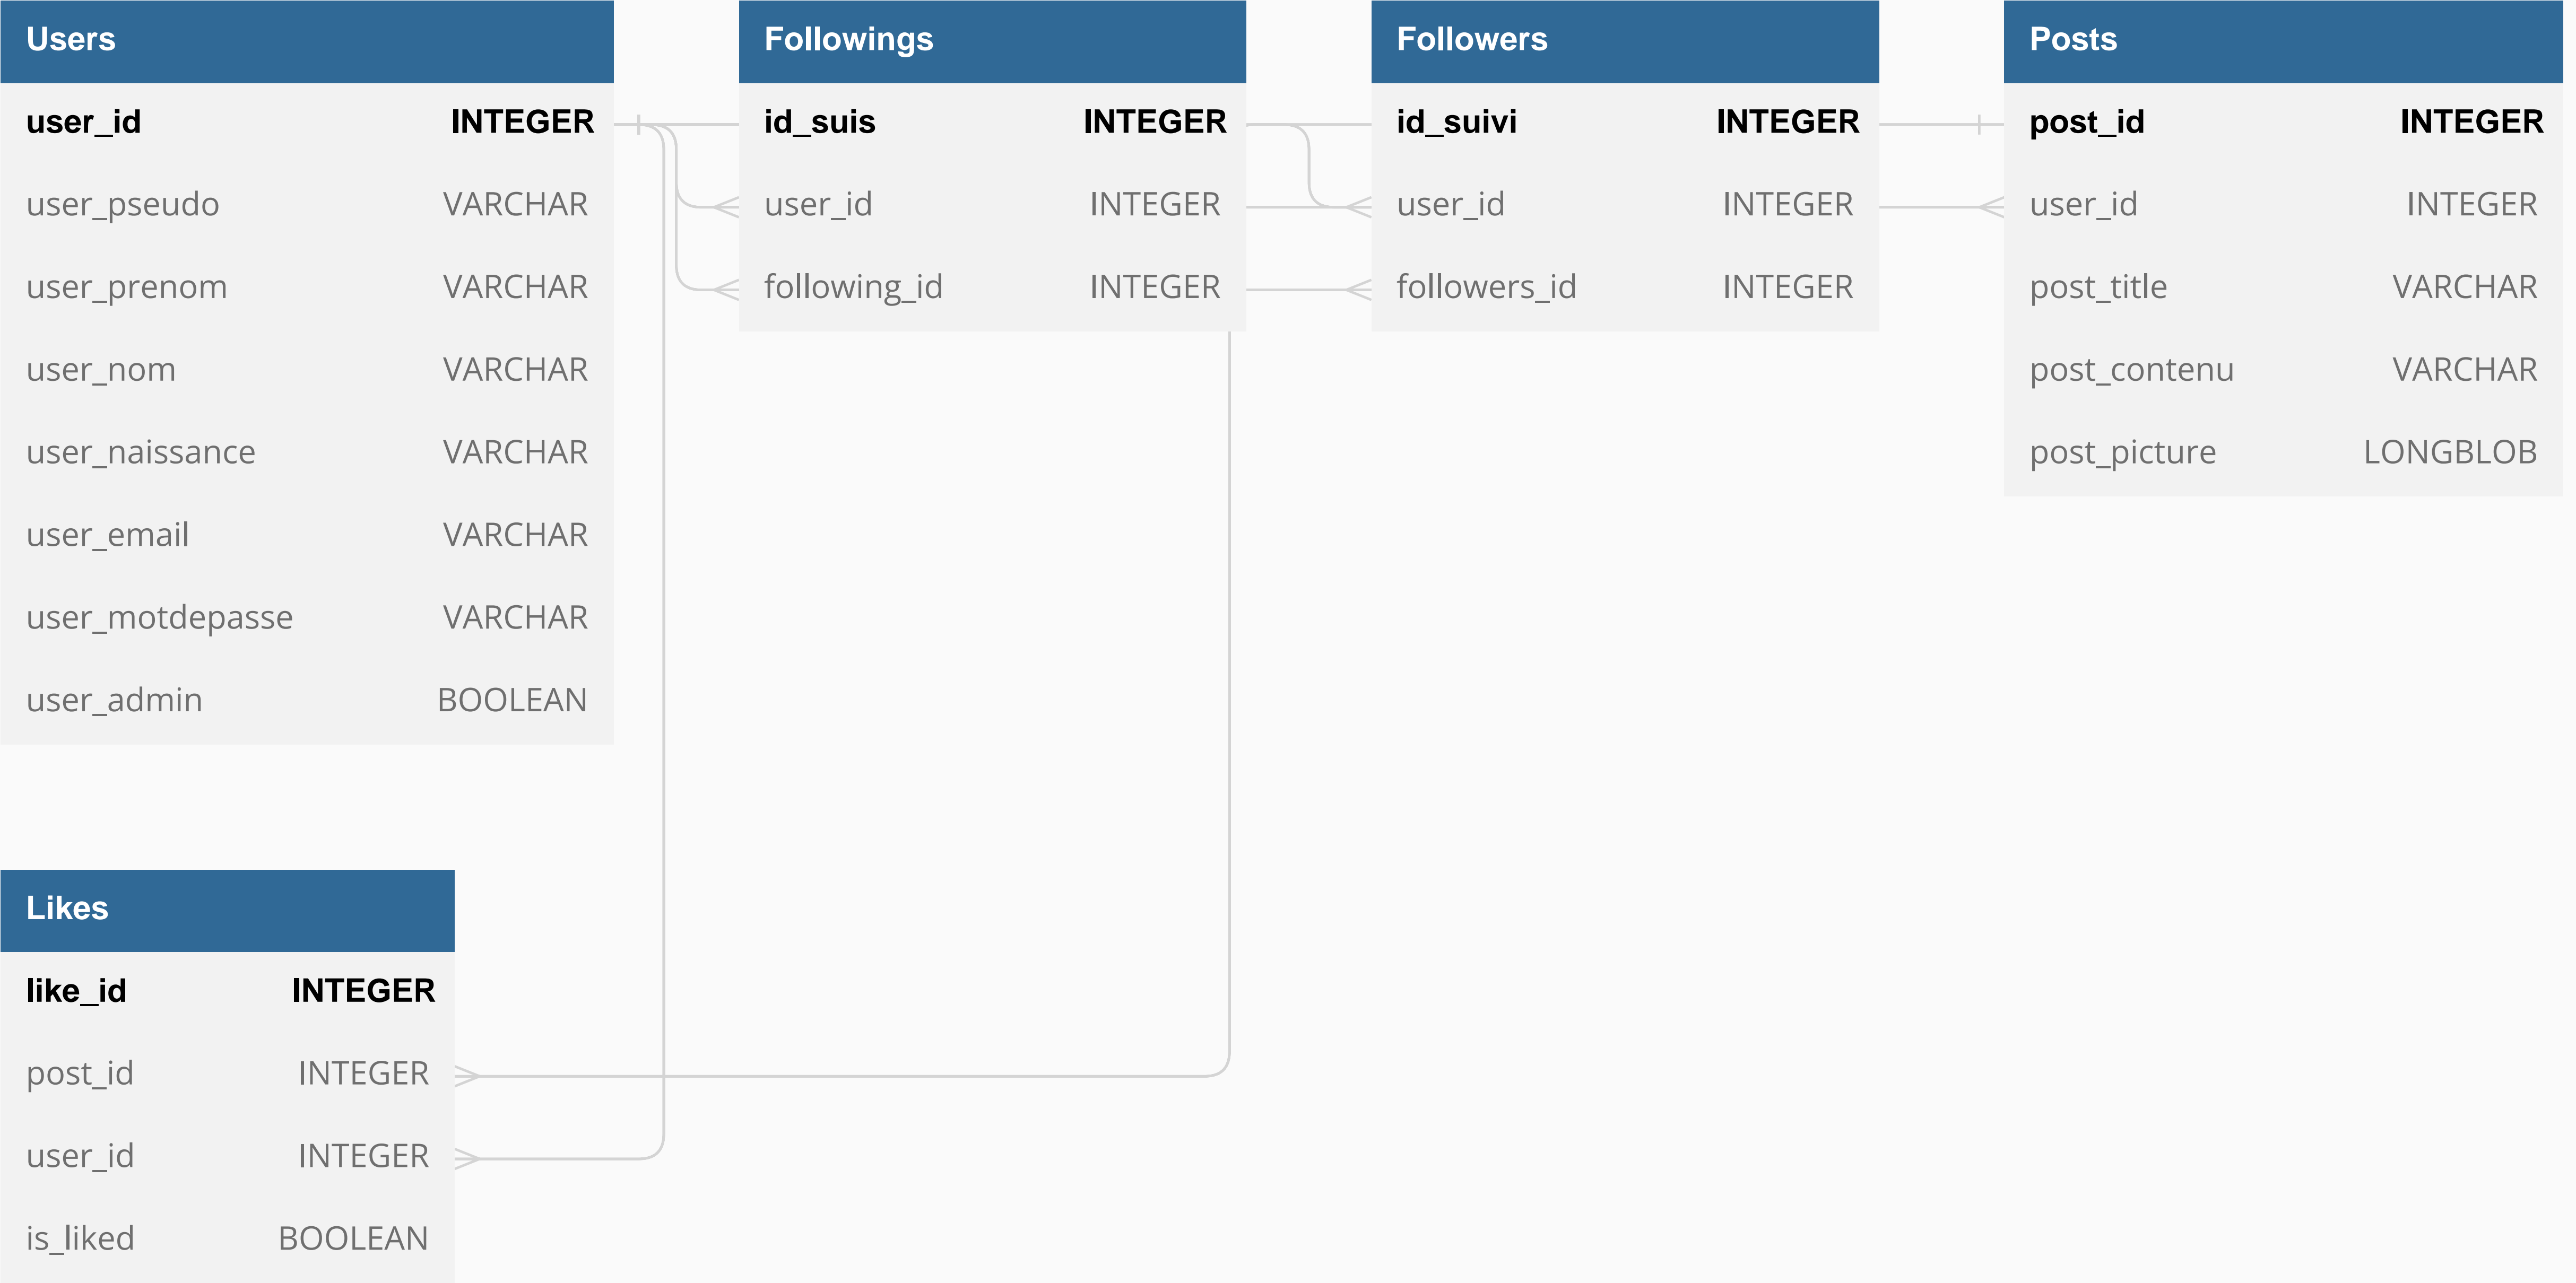 Users
user_id INTEGER
user_pseudo VARCHAR
user_prenom VARCHAR
user_nom VARCHAR
user_naissance VARCHAR
user_email VARCHAR
user_motdepasse VARCHAR
user_admin BOOLEAN
Followings
id_suis INTEGER
user_id INTEGER
following_id INTEGER
Followers
id_suivi INTEGER
user_id INTEGER
followers_id INTEGER
Posts
post_id INTEGER
user_id INTEGER
post_title VARCHAR
post_contenu VARCHAR
post_picture LONGBLOB
Likes
like_id INTEGER
post_id INTEGER
user_id INTEGER
is_liked BOOLEAN